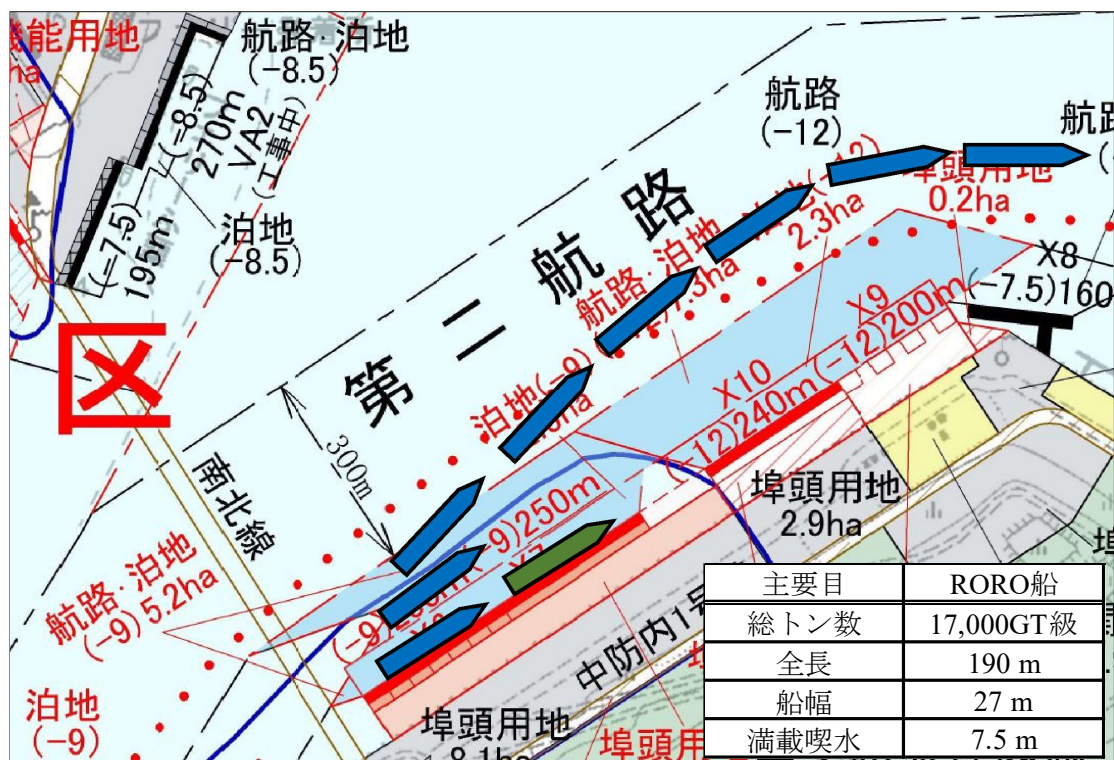 機能用地
ha
航路・泊地
(-8.5)
(-8.5)
270m
VA2
(工事中)
(-7.5)
195m
泊地
(-8.5)
区
南北線
300m
第二航路
航路
(-12)
航路
埠頭用地
0.2ha
2.3ha
航路・泊地
泊地(-9)
X8
(-7.5)160
X9
(-12)200m
X10
(-12)240m
航路・泊地
(-9)5.2ha
泊地
(-9)
埠頭用地
2.9ha
中防内1号
埠頭用地
8.1ha
主要目 RORO船
総トン数 17,000GT級
全長 190 m
船幅 27 m
満載喫水 7.5 m